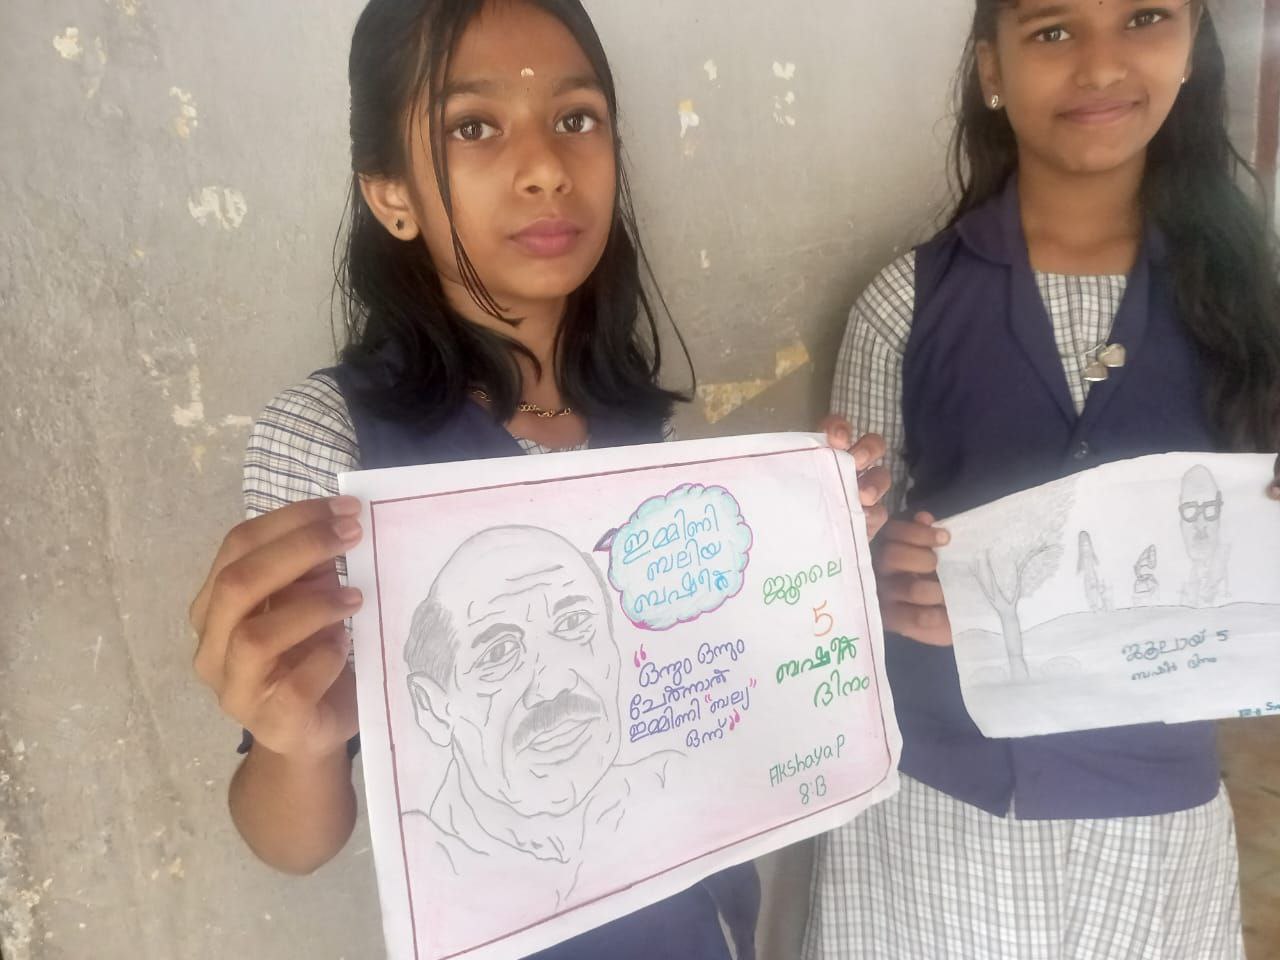 ഇമ്മിണി
ബലിയ
ബഷീർ
"ഒന്നും ഒന്നും
ചേർന്നാൽ
ഇമ്മിണി "ബല്യ"
ഒന്ന്"
ജൂലൈ
5
ബഷീർ
ദിനം
Akshaya P
8:B
ജൂലായ് 5
ബഷീർ ദിനം